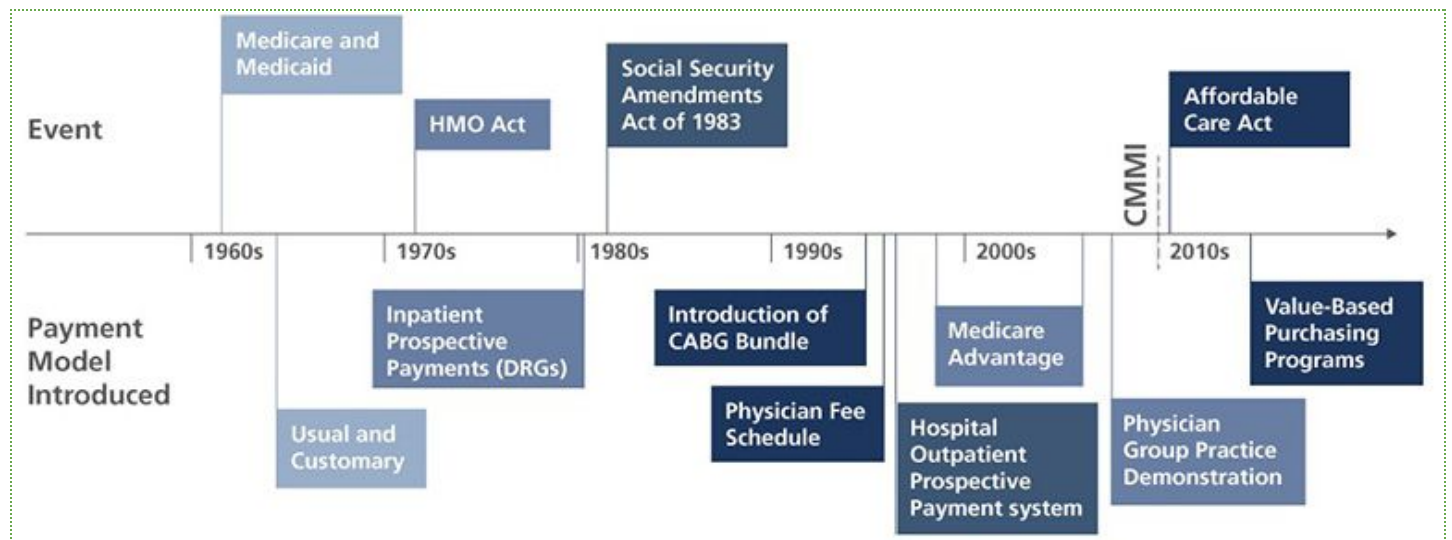 Medicare and
Medicaid
HMO Act
Social Security
Amendments
Act of 1983
Affordable
Care Act
Event
CMMI
1960s
1970s
1980s
1990s
2000s
2010s
Payment
Model
Introduced
Usual and
Customary
Inpatient
Prospective
Payments (DRGs)
Introduction of
CABG Bundle
Physician Fee
Schedule
Hospital
Outpatient
Prospective
Payment system
Medicare
Advantage
Physician
Group Practice
Demonstration
Value-Based
Purchasing
Programs